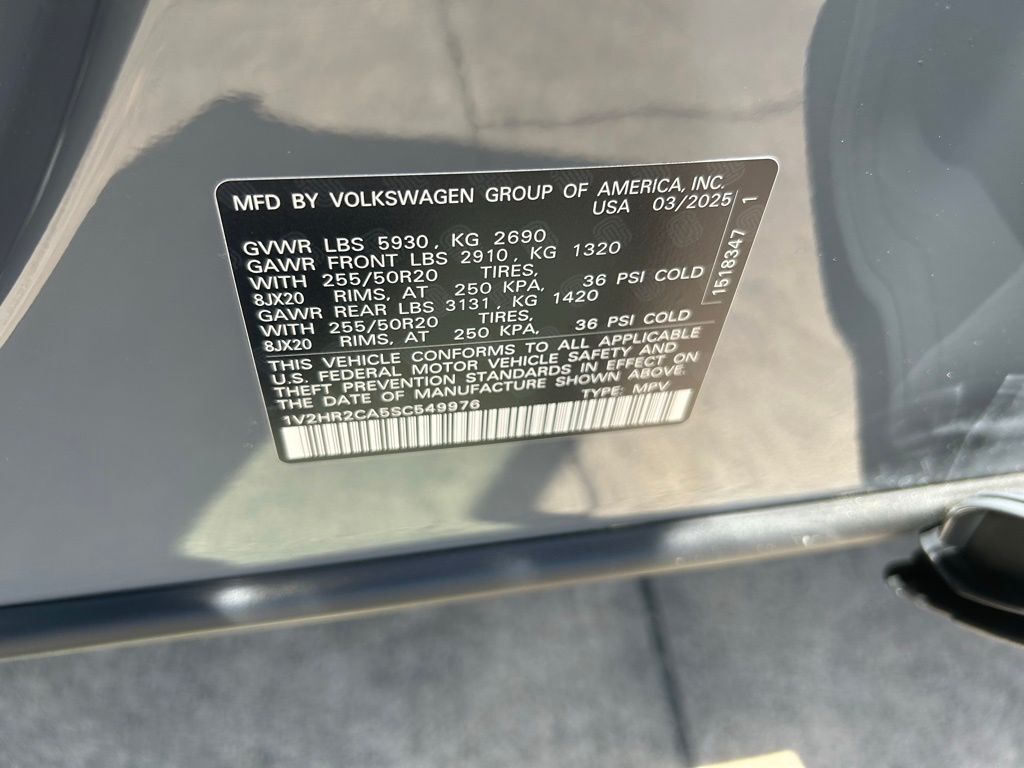 MFD BY VOLKSWAGEN GROUP OF AMERICA, INC.
USA 03/2025
GVWR LBS 5930, KG 2690
GAWR FRONT LBS 2910, KG 1320
WITH 255/50R20 TIRES,
8JX20 RIMS, AT 250 KPA, 36 PSI COLD
GAWR REAR LBS 3131, KG 1420
WITH 255/50R20 TIRES,
8JX20 RIMS, AT 250 KPA, 36 PSI COLD
THIS VEHICLE CONFORMS TO ALL APPLICABLE
U.S. FEDERAL MOTOR VEHICLE SAFETY AND
THEFT PREVENTION STANDARDS IN EFFECT ON
THE DATE OF MANUFACTURE SHOWN ABOVE.
TYPE: MPV
1V2HR2CA5SC549976
1518347 1